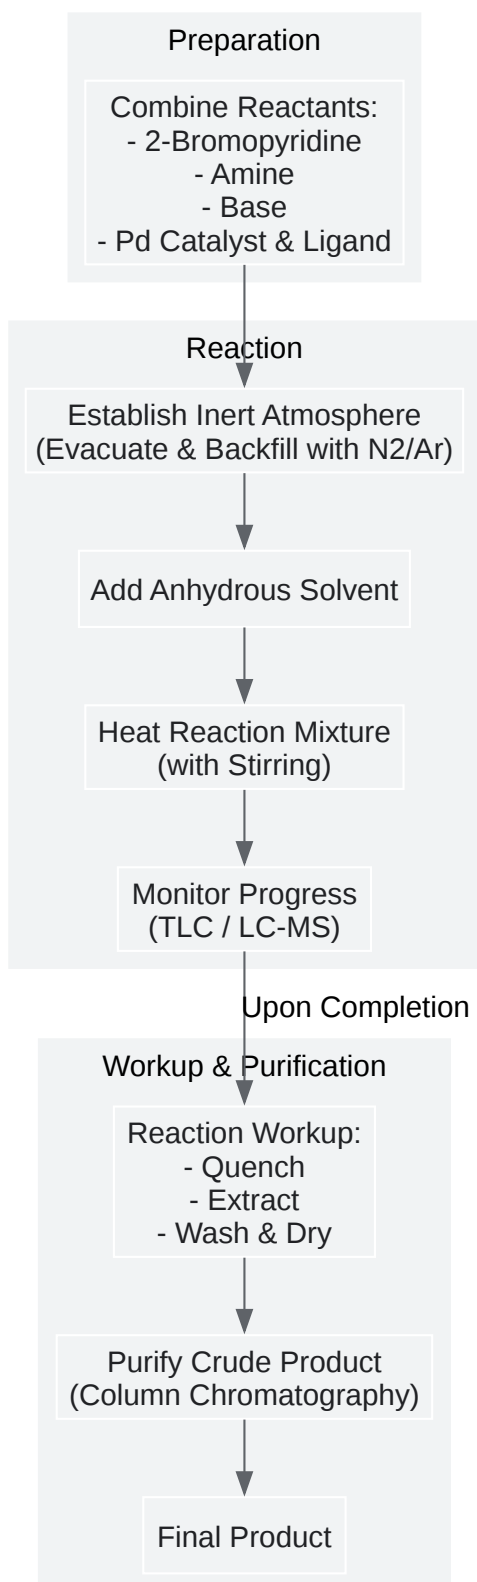 Preparation
Combine Reactants:
- 2-Bromopyridine
- Amine
- Base
- Pd Catalyst & Ligand
Reaction
Establish Inert Atmosphere
(Evacuate & Backfill with N2/Ar)
Add Anhydrous Solvent
Heat Reaction Mixture
(with Stirring)
Monitor Progress
(TLC / LC-MS)
Upon Completion
Workup & Purification
Reaction Workup:
- Quench
- Extract
- Wash & Dry
Purify Crude Product
(Column Chromatography)
Final Product